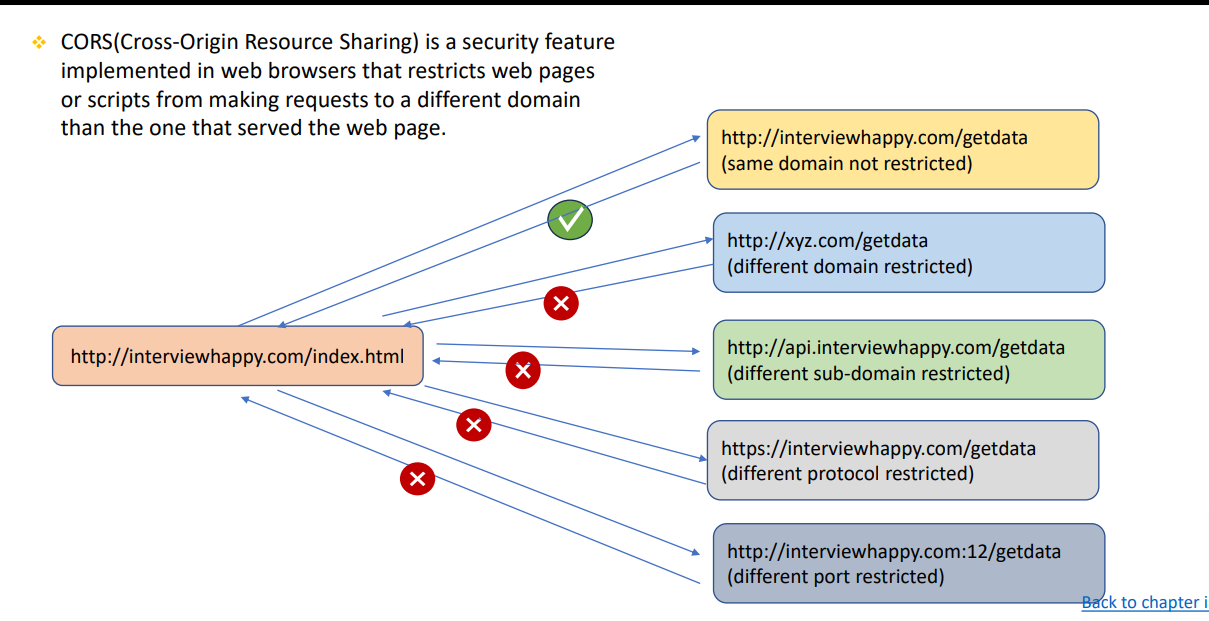 CORS(Cross-Origin Resource Sharing) is a security feature
implemented in web browsers that restricts web pages
or scripts from making requests to a different domain
than the one that served the web page.
http://interviewhappy.com/getdata
(same domain not restricted)
http://xyz.com/getdata
(different domain restricted)
http://interviewhappy.com/index.html
http://api.interviewhappy.com/getdata
(different sub-domain restricted)
https://interviewhappy.com/getdata
(different protocol restricted)
http://interviewhappy.com:12/getdata
(different port restricted)
Back to chapter i